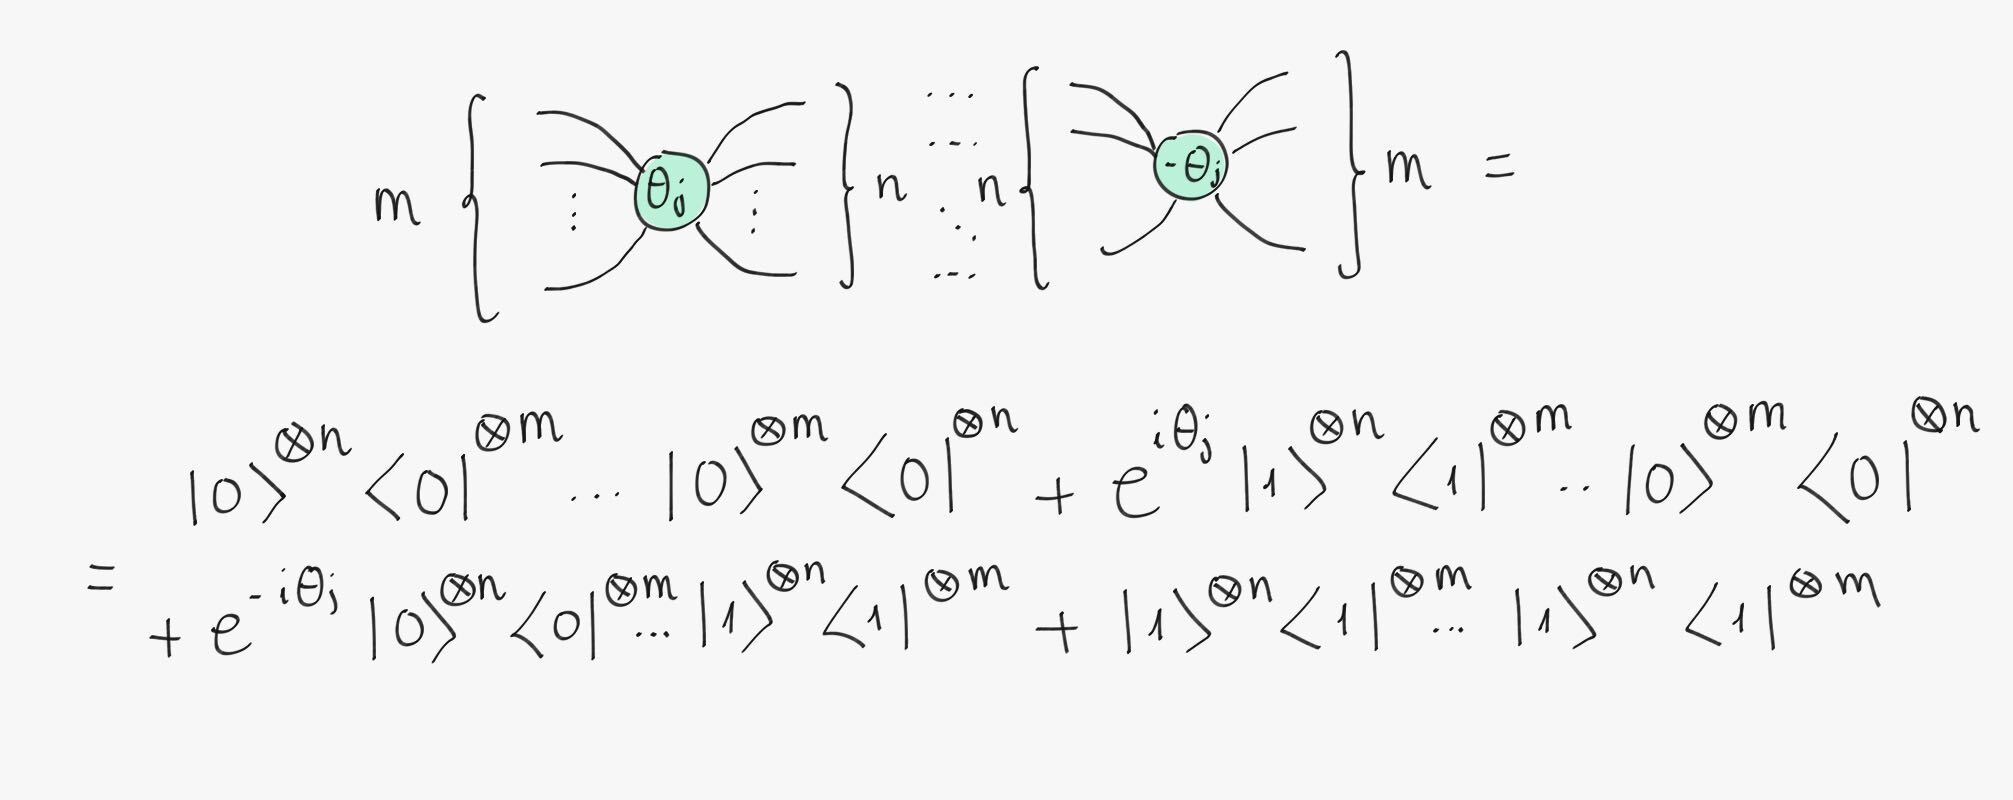 m { θⱼ } n ... n { -θⱼ } m =
|0⟩^⊗n ⟨0|^⊗m ... |0⟩^⊗m ⟨0|^⊗n + e^iθⱼ |1⟩^⊗n ⟨1|^⊗m .. |0⟩^⊗m ⟨0|^⊗n
= + e^-iθⱼ |0⟩^⊗n ⟨0|^⊗m ... |1⟩^⊗n ⟨1|^⊗m + |1⟩^⊗n ⟨1|^⊗m ... |1⟩^⊗n ⟨1|^⊗m